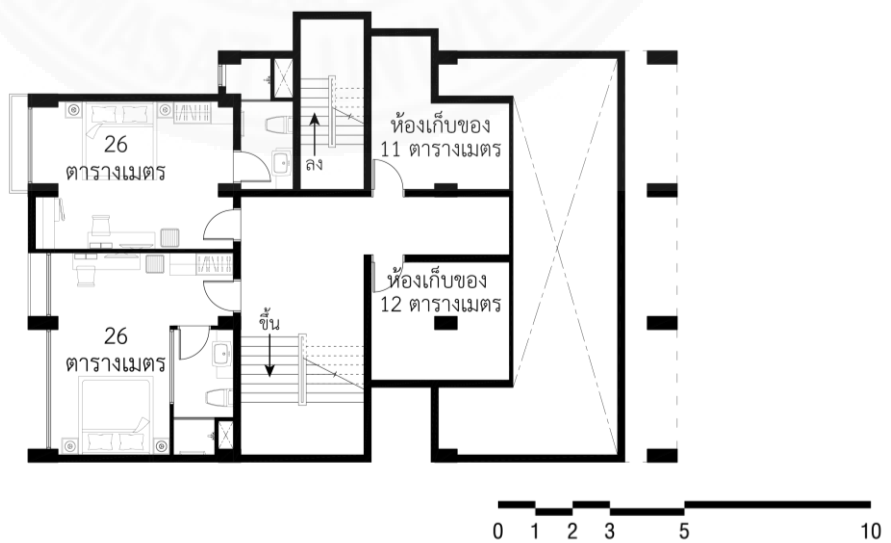 26
ตารางเมตร
ลง
ห้องเก็บของ
11 ตารางเมตร
ห้องเก็บของ
12 ตารางเมตร
ขึ้น
26
ตารางเมตร
0 1 2 3 5 10